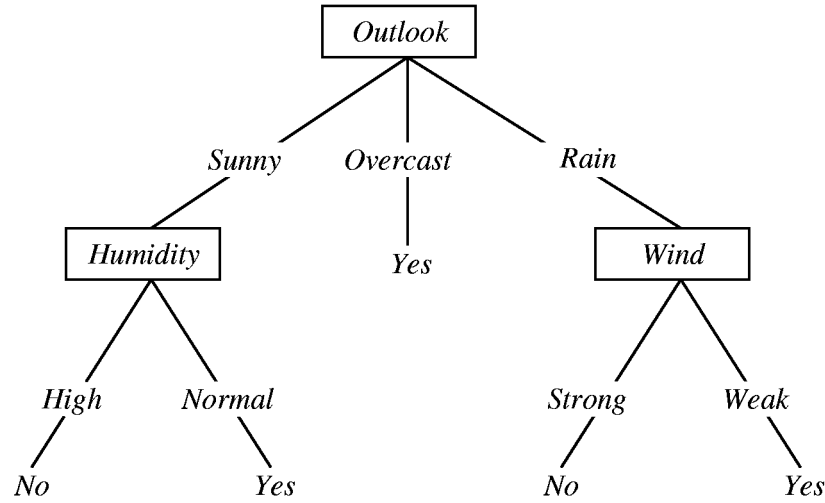 Outlook
Sunny Overcast Rain
Humidity Yes Wind
High Normal Strong Weak
No Yes No Yes